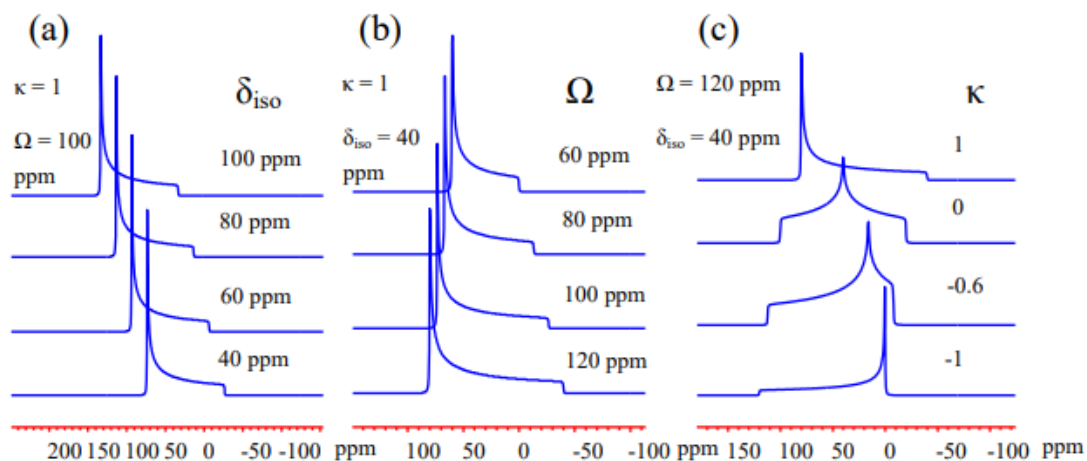 (a)
κ = 1
δiso
Ω = 100
ppm
100 ppm
80 ppm
60 ppm
40 ppm
200 150 100 50 0 -50 -100 ppm
(b)
κ = 1
Ω
δiso = 40
ppm
60 ppm
80 ppm
100 ppm
120 ppm
100 50 0 -50 -100 ppm
(c)
Ω = 120 ppm
κ
δiso = 40 ppm
1
0
-0.6
-1
150 100 50 0 -50 ppm